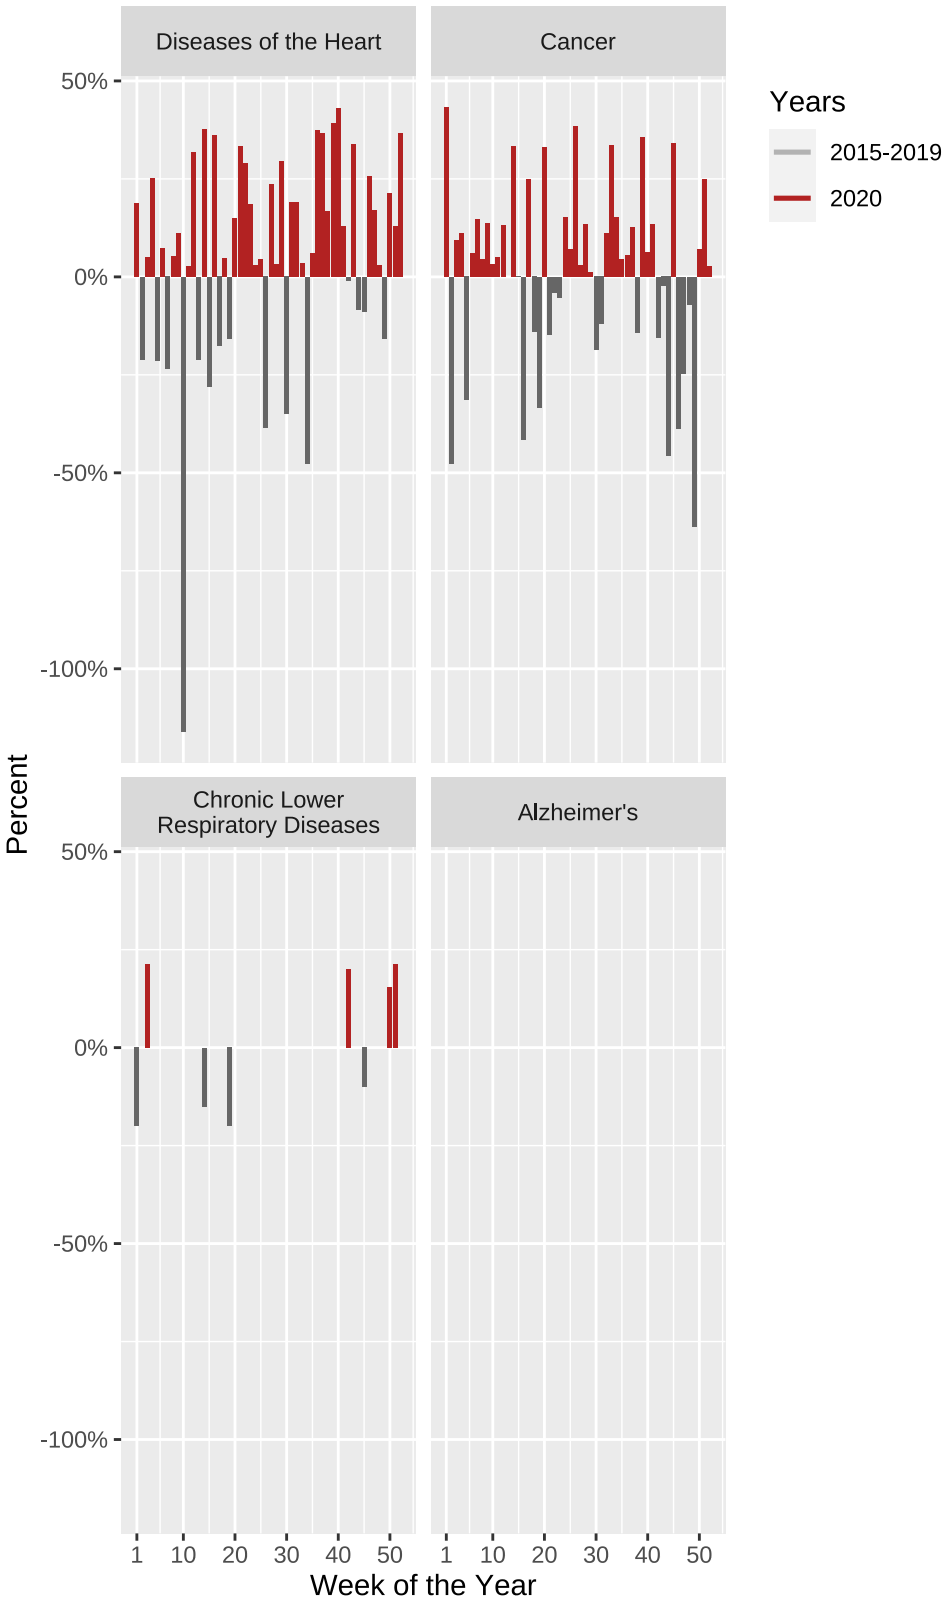 Diseases of the Heart
Cancer
Years
2015-2019
2020
50%
0%
-50%
-100%
Percent
Chronic Lower
Respiratory Diseases
Alzheimer's
50%
0%
-50%
-100%
1 10 20 30 40 50
1 10 20 30 40 50
Week of the Year